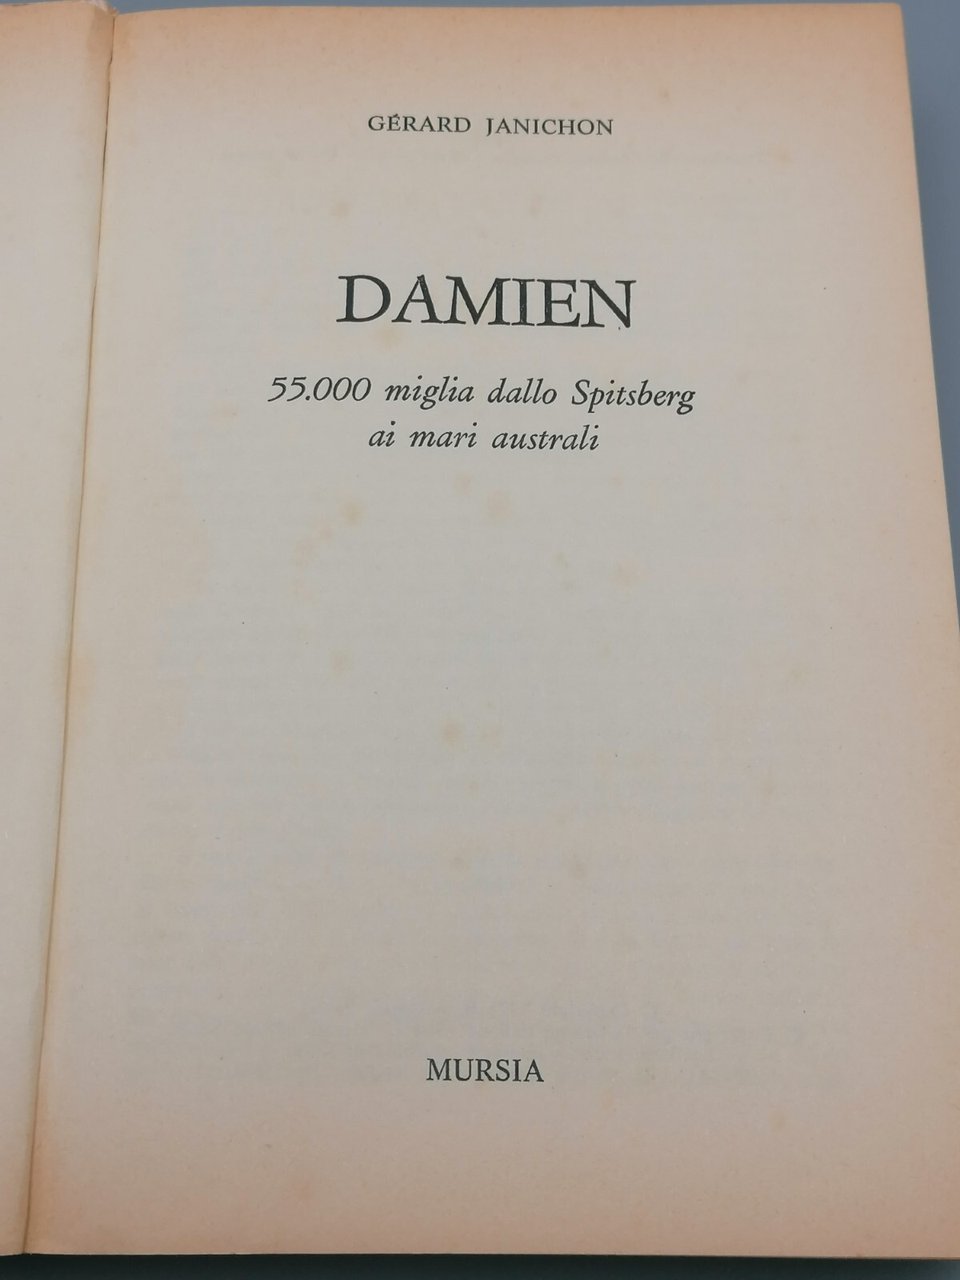 GÉRARD JANICHON
DAMIEN
55.000 miglia dallo Spitsberg
ai mari australi
MURSIA